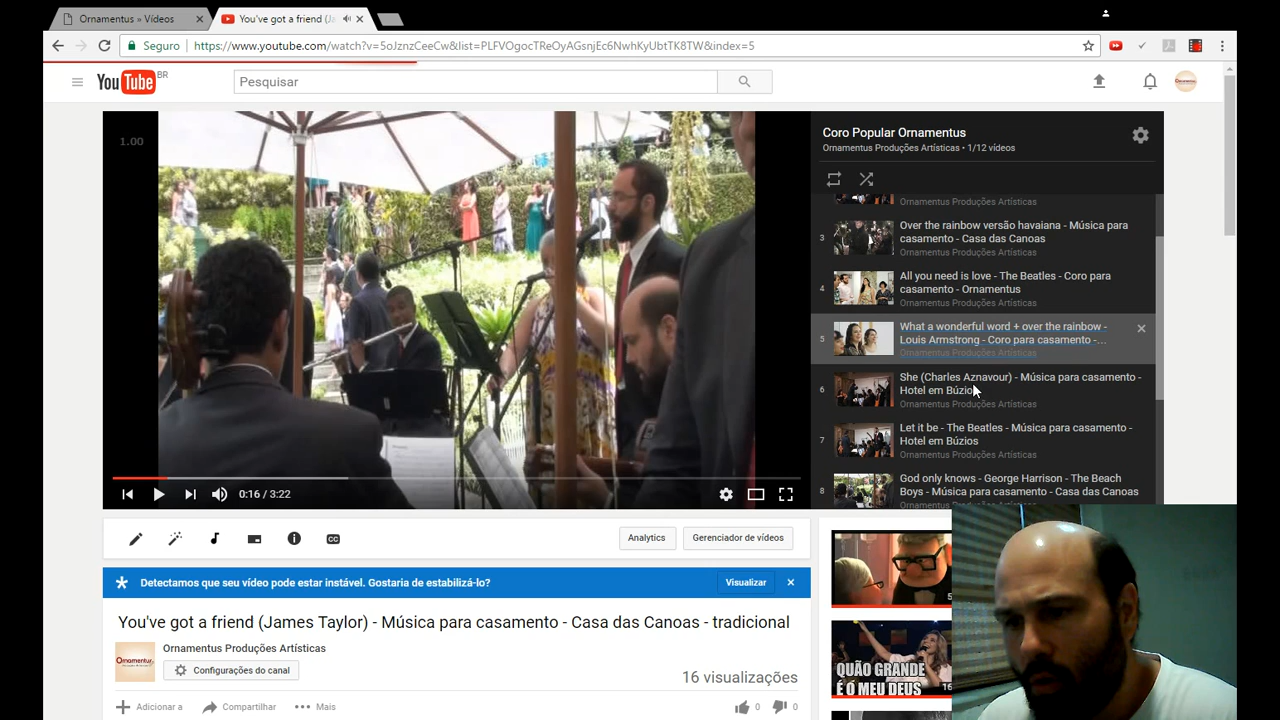 Ornamentus » Vídeos
You've got a friend (Ja
Seguro
https://www.youtube.com/watch?v=5oJznzCeeCw&list=PLFVOgocTReOyAGsnjEc6NwhKyUbtTK8TW&index=5
YouTube BR
Pesquisar
1.00
Coro Popular Ornamentus
Ornamentus Produções Artísticas • 1/12 vídeos
Ornamentus Produções Artísticas
3
Over the rainbow versão havaiana - Música para
casamento - Casa das Canoas
Ornamentus Produções Artísticas
4
All you need is love - The Beatles - Coro para
casamento - Ornamentus
Ornamentus Produções Artísticas
5
What a wonderful word + over the rainbow -
Louis Armstrong - Coro para casamento -...
Ornamentus Produções Artísticas
6
She (Charles Aznavour) - Música para casamento -
Hotel em Búzios
Ornamentus Produções Artísticas
7
Let it be - The Beatles - Música para casamento -
Hotel em Búzios
Ornamentus Produções Artísticas
8
God only knows - George Harrison - The Beach
Boys - Música para casamento - Casa das Canoas
Ornamentus Produções Artísticas
0:16 / 3:22
CC
Analytics
Gerenciador de vídeos
Detectamos que seu vídeo pode estar instável. Gostaria de estabilizá-lo?
Visualizar
You've got a friend (James Taylor) - Música para casamento - Casa das Canoas - tradicional
Ornamentus
Ornamentus Produções Artísticas
Configurações do canal
16 visualizações
Adicionar a
Compartilhar
Mais
0
0
5
QUÃO GRANDE
É O MEU DEUS
16